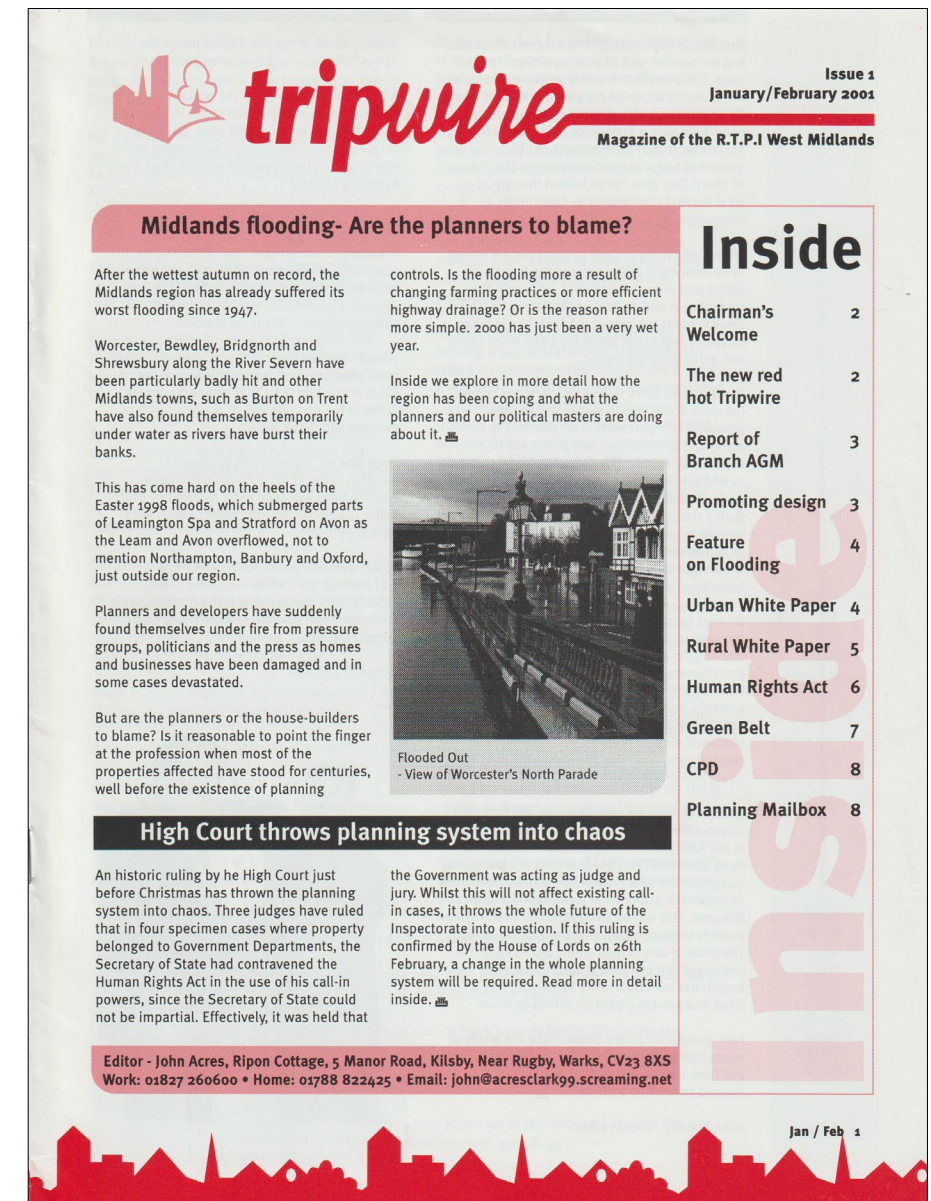 tripwire
Issue 1
January/February 2001
Magazine of the R.T.P.I West Midlands
Midlands flooding- Are the planners to blame?
After the wettest autumn on record, the
Midlands region has already suffered its
worst flooding since 1947.
Worcester, Bewdley, Bridgnorth and
Shrewsbury along the River Severn have
been particularly badly hit and other
Midlands towns, such as Burton on Trent
have also found themselves temporarily
under water as rivers have burst their
banks.
This has come hard on the heels of the
Easter 1998 floods, which submerged parts
of Leamington Spa and Stratford on Avon as
the Leam and Avon overflowed, not to
mention Northampton, Banbury and Oxford,
just outside our region.
Planners and developers have suddenly
found themselves under fire from pressure
groups, politicians and the press as homes
and businesses have been damaged and in
some cases devastated.
But are the planners or the house-builders
to blame? Is it reasonable to point the finger
at the profession when most of the
properties affected have stood for centuries,
well before the existence of planning
controls. Is the flooding more a result of
changing farming practices or more efficient
highway drainage? Or is the reason rather
more simple. 2000 has just been a very wet
year.
Inside we explore in more detail how the
region has been coping and what the
planners and our political masters are doing
about it.
Flooded Out
- View of Worcester's North Parade
High Court throws planning system into chaos
An historic ruling by he High Court just
before Christmas has thrown the planning
system into chaos. Three judges have ruled
that in four specimen cases where property
belonged to Government Departments, the
Secretary of State had contravened the
Human Rights Act in the use of his call-in
powers, since the Secretary of State could
not be impartial. Effectively, it was held that
the Government was acting as judge and
jury. Whilst this will not affect existing call-
in cases, it throws the whole future of the
Inspectorate into question. If this ruling is
confirmed by the House of Lords on 26th
February, a change in the whole planning
system will be required. Read more in detail
inside.
Editor - John Acres, Ripon Cottage, 5 Manor Road, Kilsby, Near Rugby, Warks, CV23 8XS
Work: 01827 260600 • Home: 01788 822425 • Email: john@acresclark99.screaming.net
Inside
Chairman's 2
Welcome
The new red 2
hot Tripwire
Report of 3
Branch AGM
Promoting design 3
Feature 4
on Flooding
Urban White Paper 4
Rural White Paper 5
Human Rights Act 6
Green Belt 7
CPD 8
Planning Mailbox 8
Inside
Jan / Feb 1